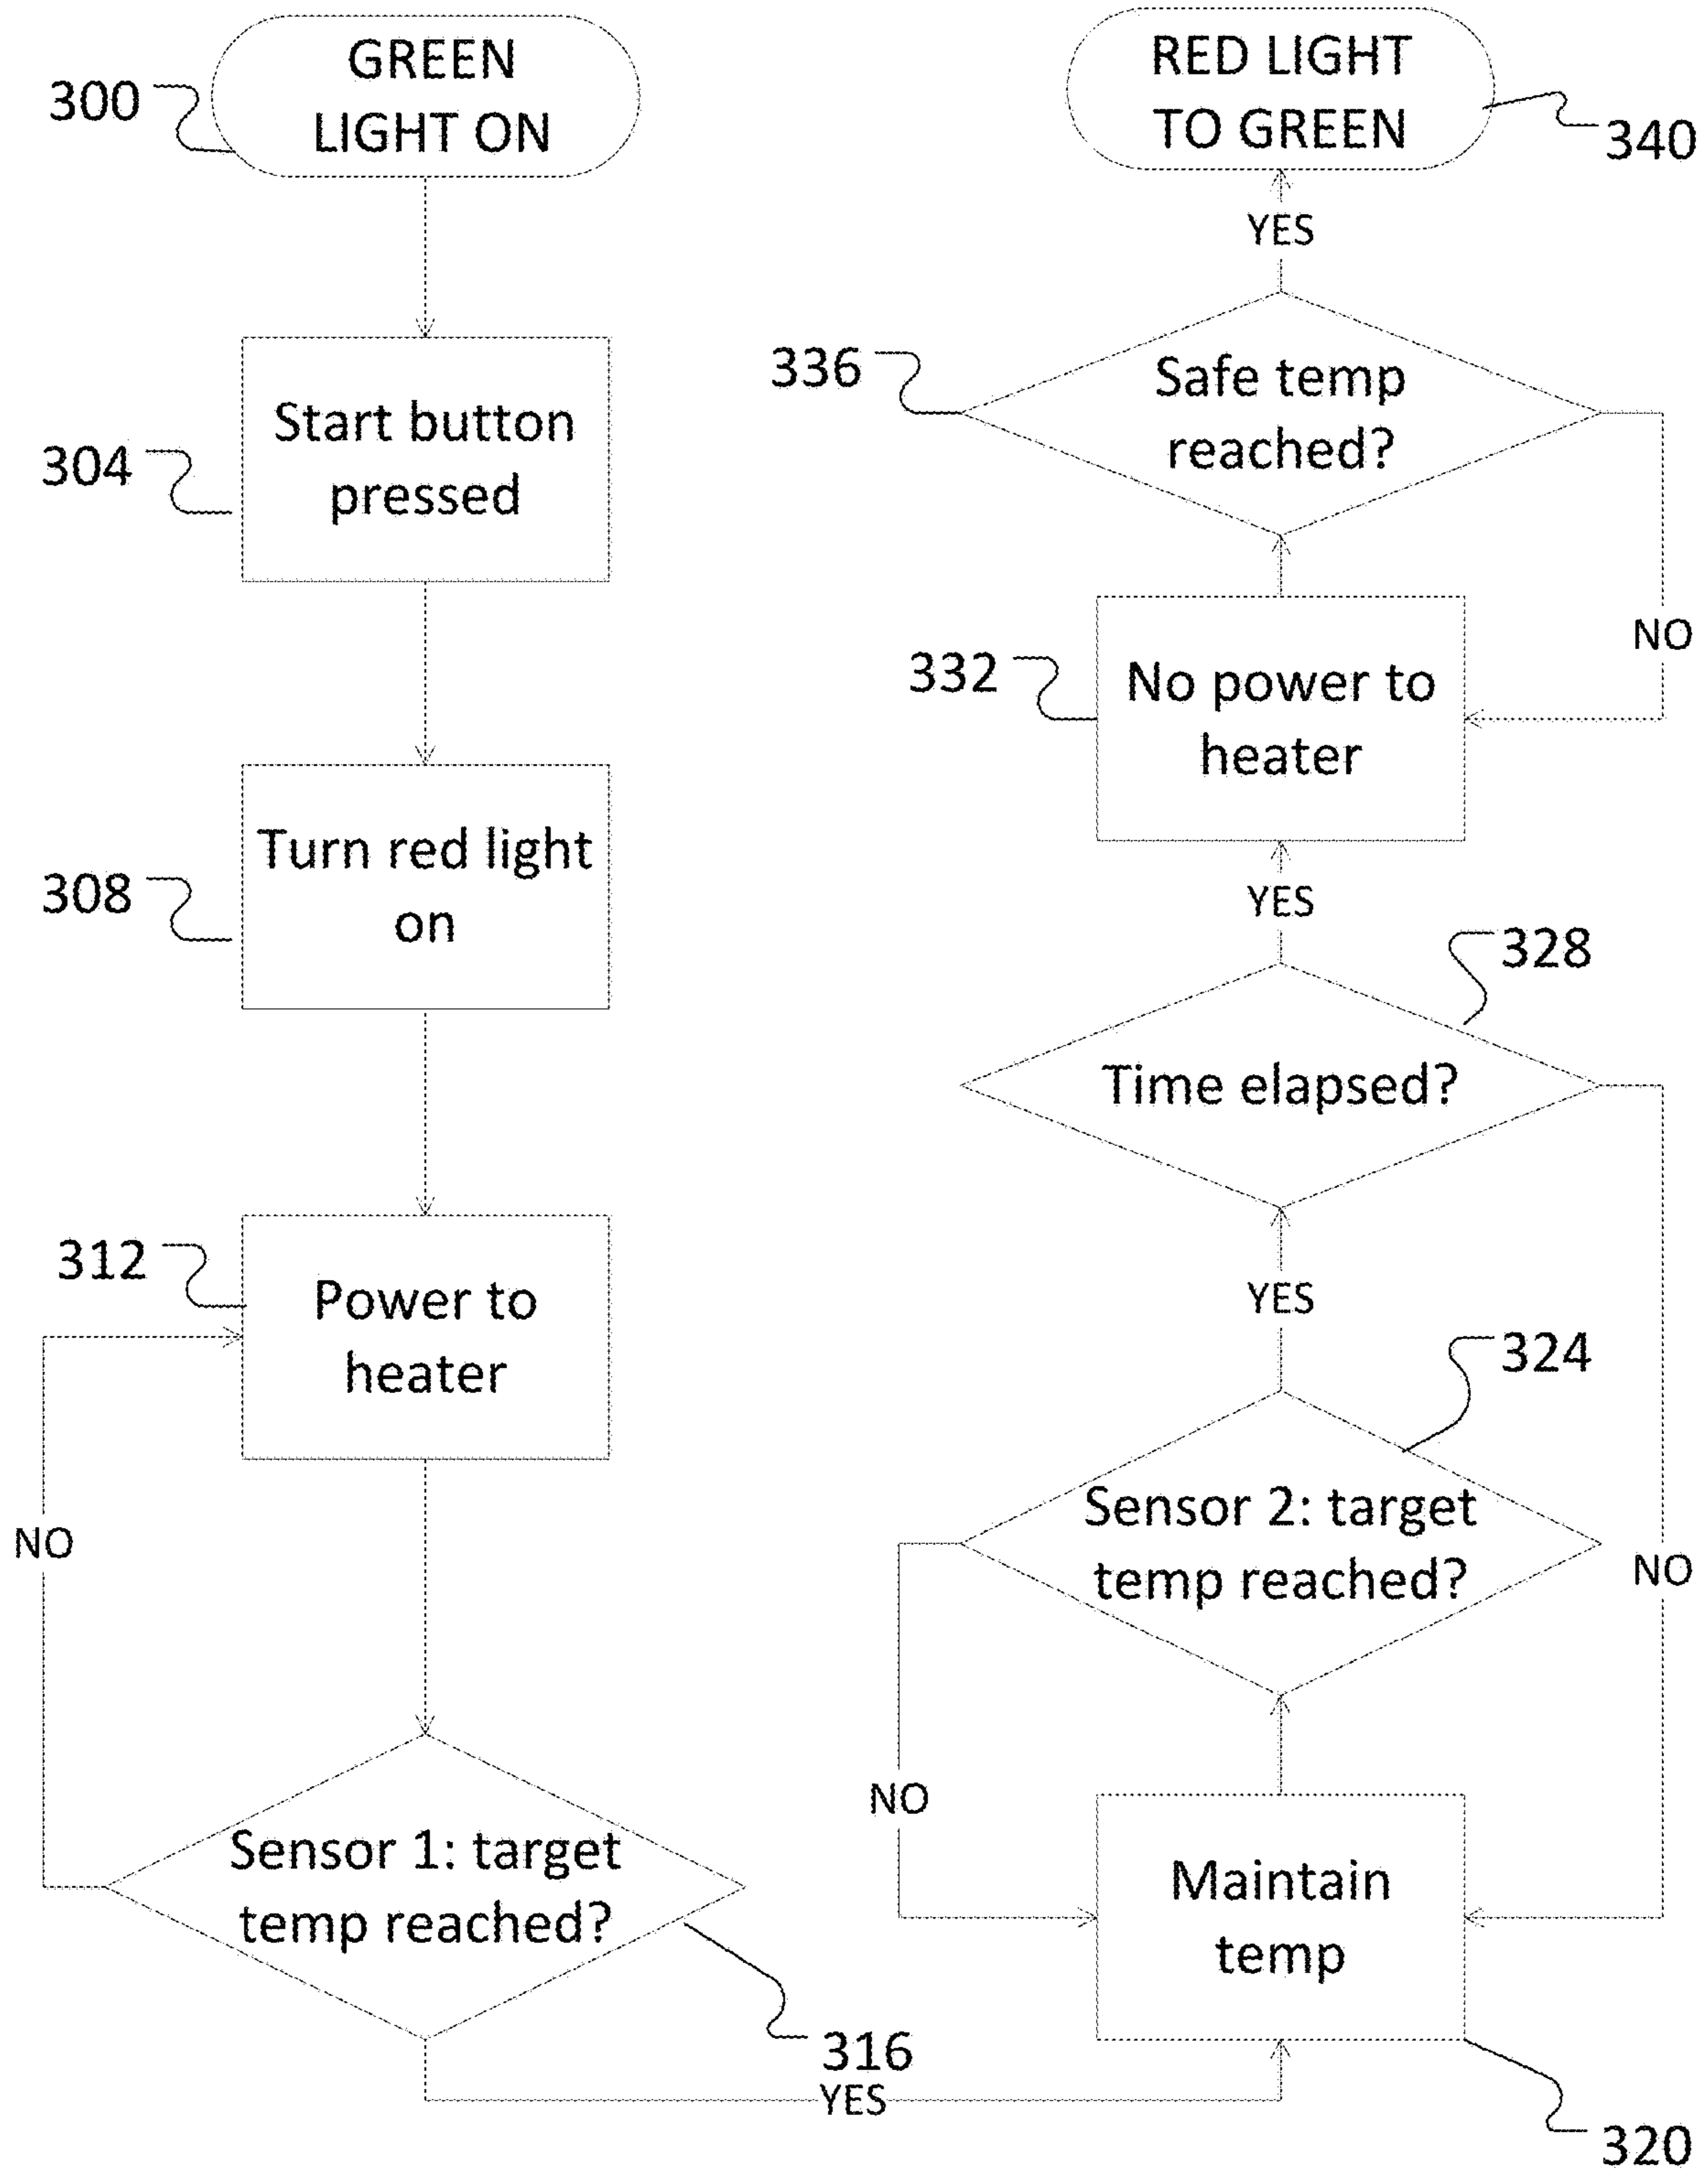 GREEN
LIGHT ON
300
Start button
pressed
304
Turn red light
on
308
312
Power to
heater
NO
Sensor 1: target
temp reached?
316
YES
RED LIGHT
TO GREEN
340
YES
336
Safe temp
reached?
NO
332
No power to
heater
YES
328
Time elapsed?
YES
324
Sensor 2: target
temp reached?
NO
NO
Maintain
temp
320